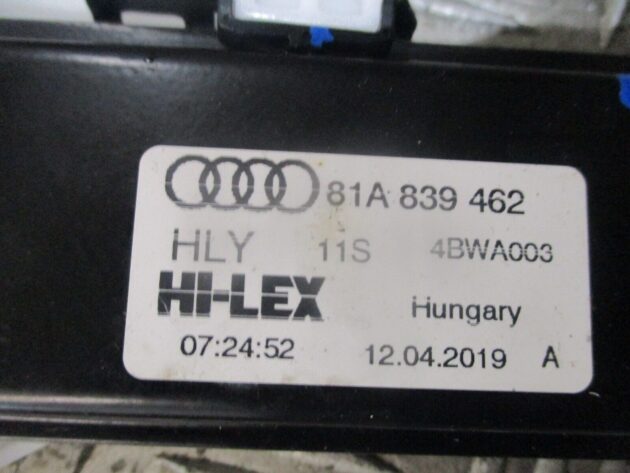 81A 839 462
HLY 11S 4BWA003
HI-LEX Hungary
07:24:52 12.04.2019 A